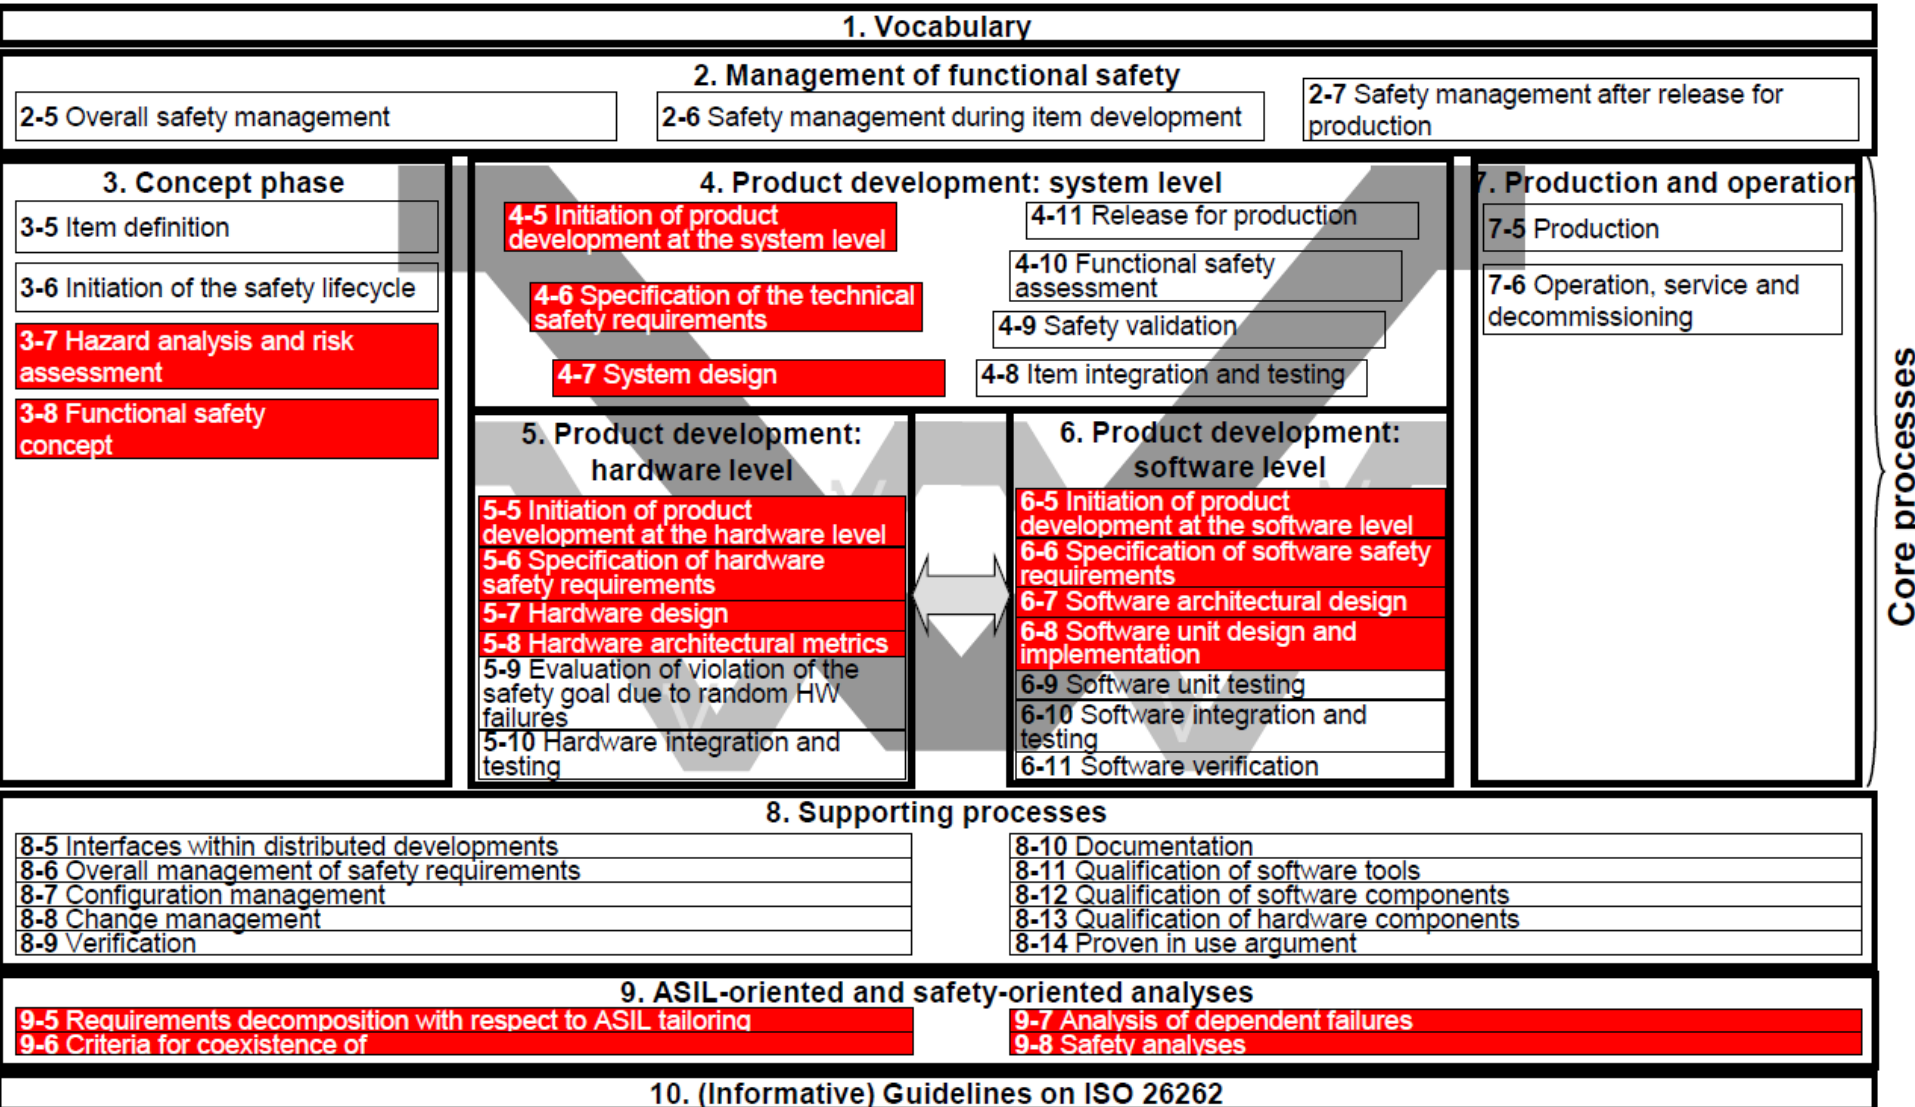 1. Vocabulary
2. Management of functional safety
2-5 Overall safety management
2-6 Safety management during item development
2-7 Safety management after release for
production
3. Concept phase
3-5 Item definition
3-6 Initiation of the safety lifecycle
3-7 Hazard analysis and risk
assessment
3-8 Functional safety
concept
4. Product development: system level
4-5 Initiation of product
development at the system level
4-6 Specification of the technical
safety requirements
4-7 System design
4-11 Release for production
4-10 Functional safety
assessment
4-9 Safety validation
4-8 Item integration and testing
5. Product development:
hardware level
5-5 Initiation of product
development at the hardware level
5-6 Specification of hardware
safety requirements
5-7 Hardware design
5-8 Hardware architectural metrics
5-9 Evaluation of violation of the
safety goal due to random HW
failures
5-10 Hardware integration and
testing
6. Product development:
software level
6-5 Initiation of product
development at the software level
6-6 Specification of software safety
requirements
6-7 Software architectural design
6-8 Software unit design and
implementation
6-9 Software unit testing
6-10 Software integration and
testing
6-11 Software verification
7. Production and operation
7-5 Production
7-6 Operation, service and
decommissioning
Core processes
8. Supporting processes
8-5 Interfaces within distributed developments
8-6 Overall management of safety requirements
8-7 Configuration management
8-8 Change management
8-9 Verification
8-10 Documentation
8-11 Qualification of software tools
8-12 Qualification of software components
8-13 Qualification of hardware components
8-14 Proven in use argument
9. ASIL-oriented and safety-oriented analyses
9-5 Requirements decomposition with respect to ASIL tailoring
9-6 Criteria for coexistence of
9-7 Analysis of dependent failures
9-8 Safety analyses
10. (Informative) Guidelines on ISO 26262